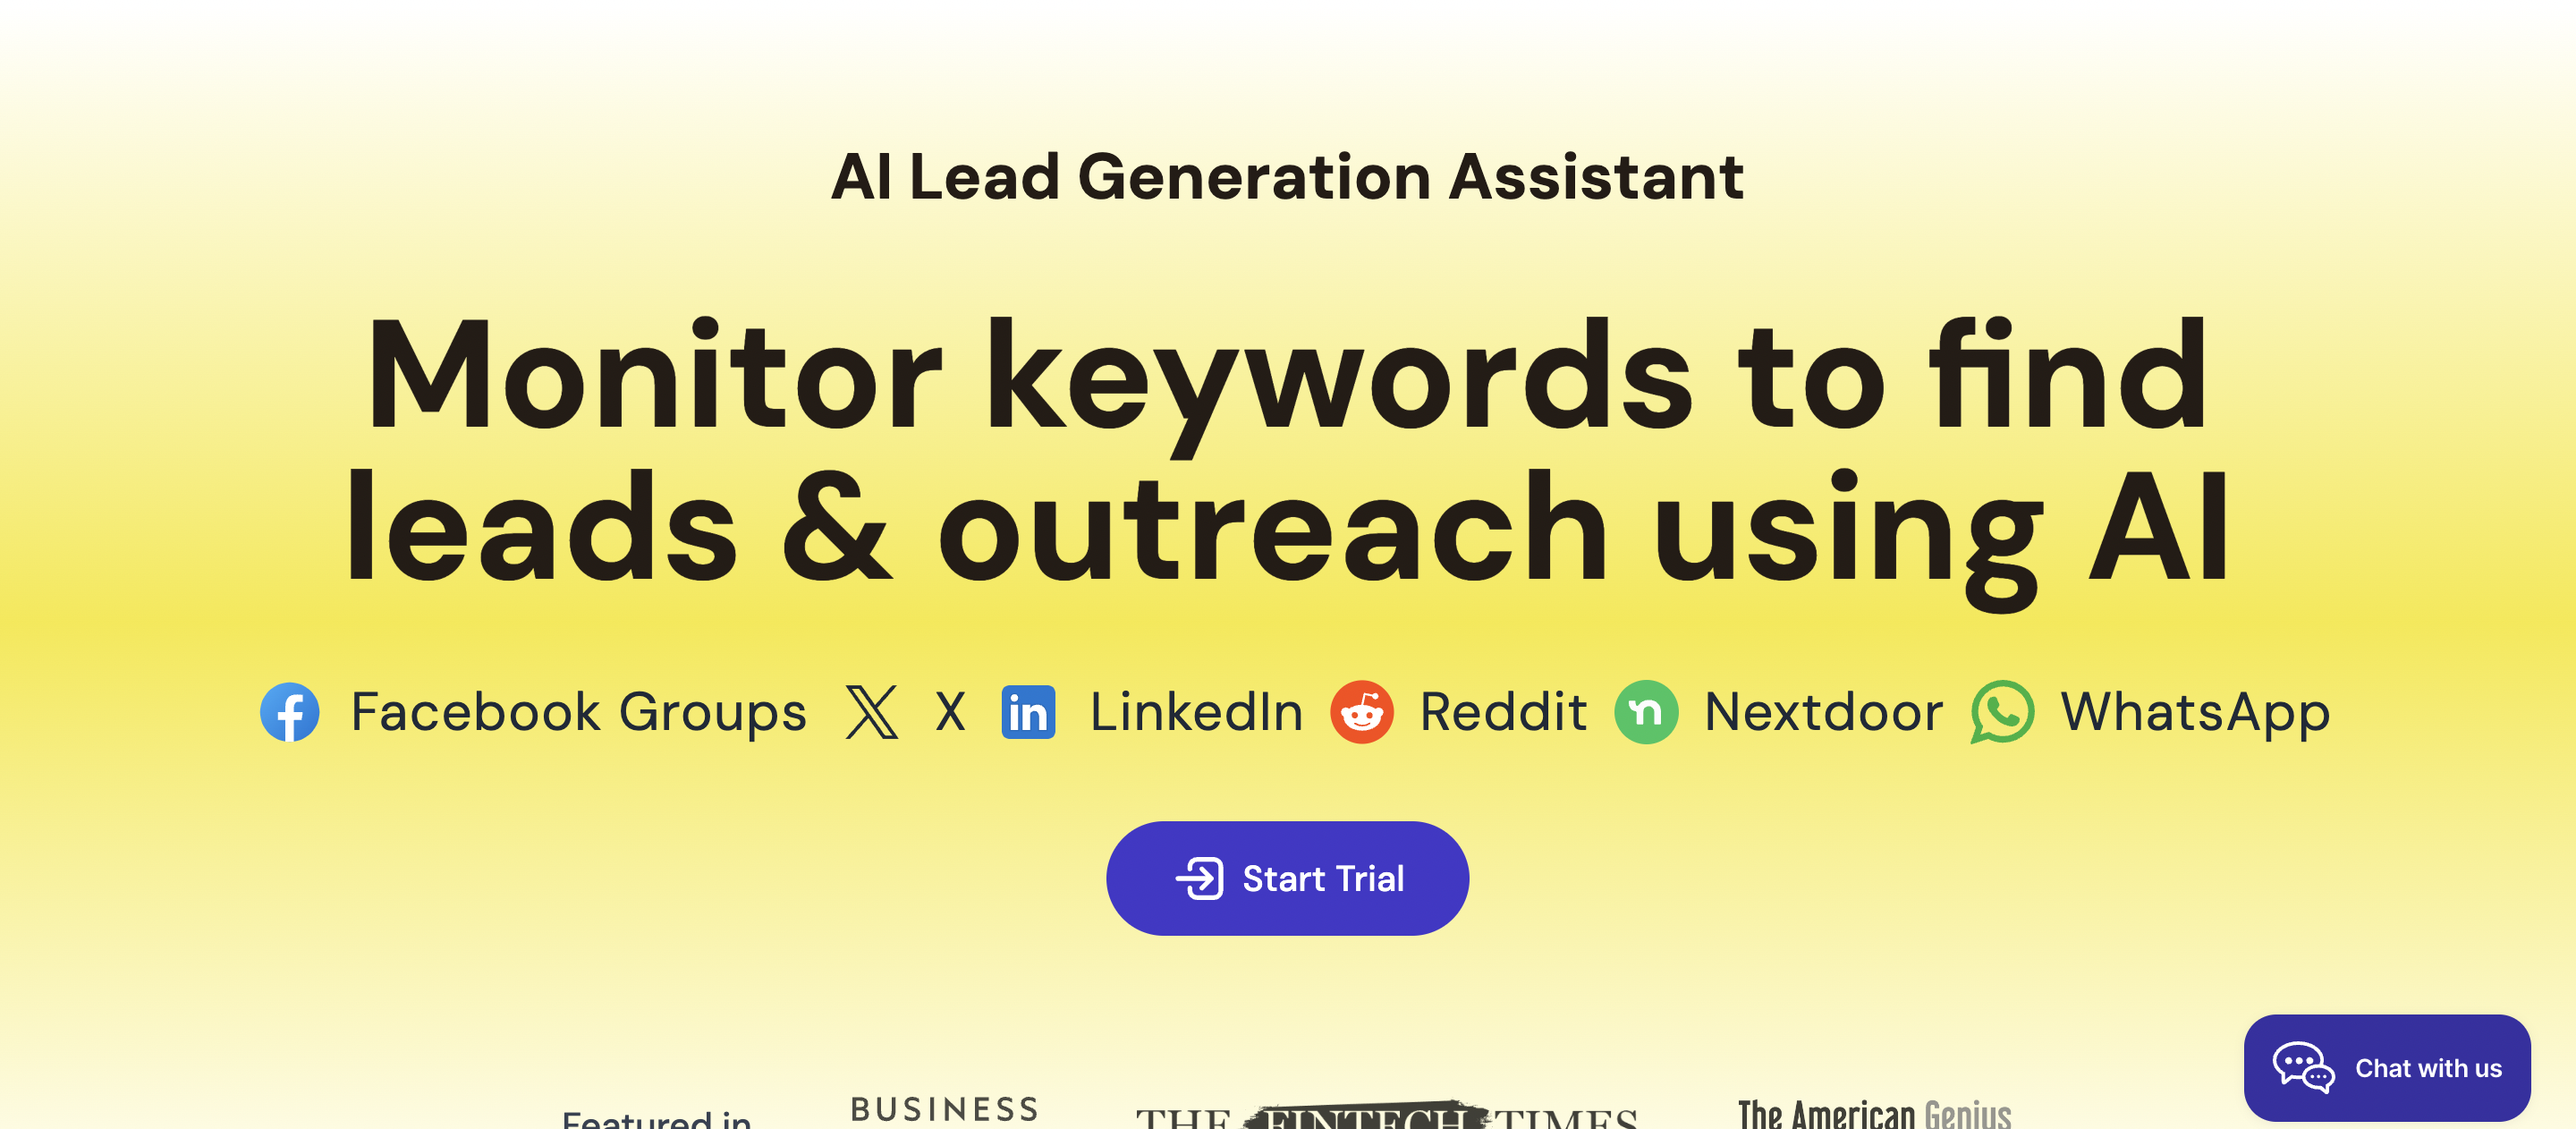 AI Lead Generation Assistant
Monitor keywords to find
leads & outreach using AI
Facebook Groups X LinkedIn Reddit Nextdoor WhatsApp
Start Trial
Chat with us
Featured in
BUSINESS
THE FINTECH TIMES
The American Genius